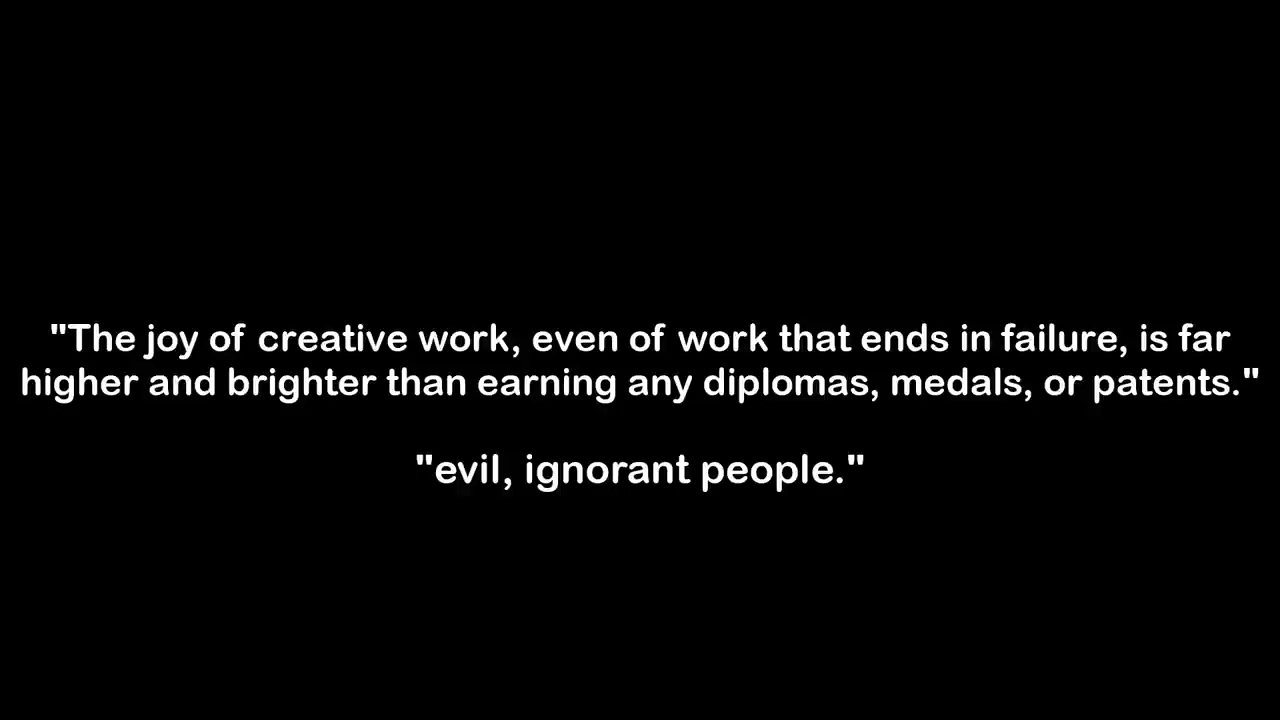 "The joy of creative work, even of work that ends in failure, is far
higher and brighter than earning any diplomas, medals, or patents."
"evil, ignorant people."